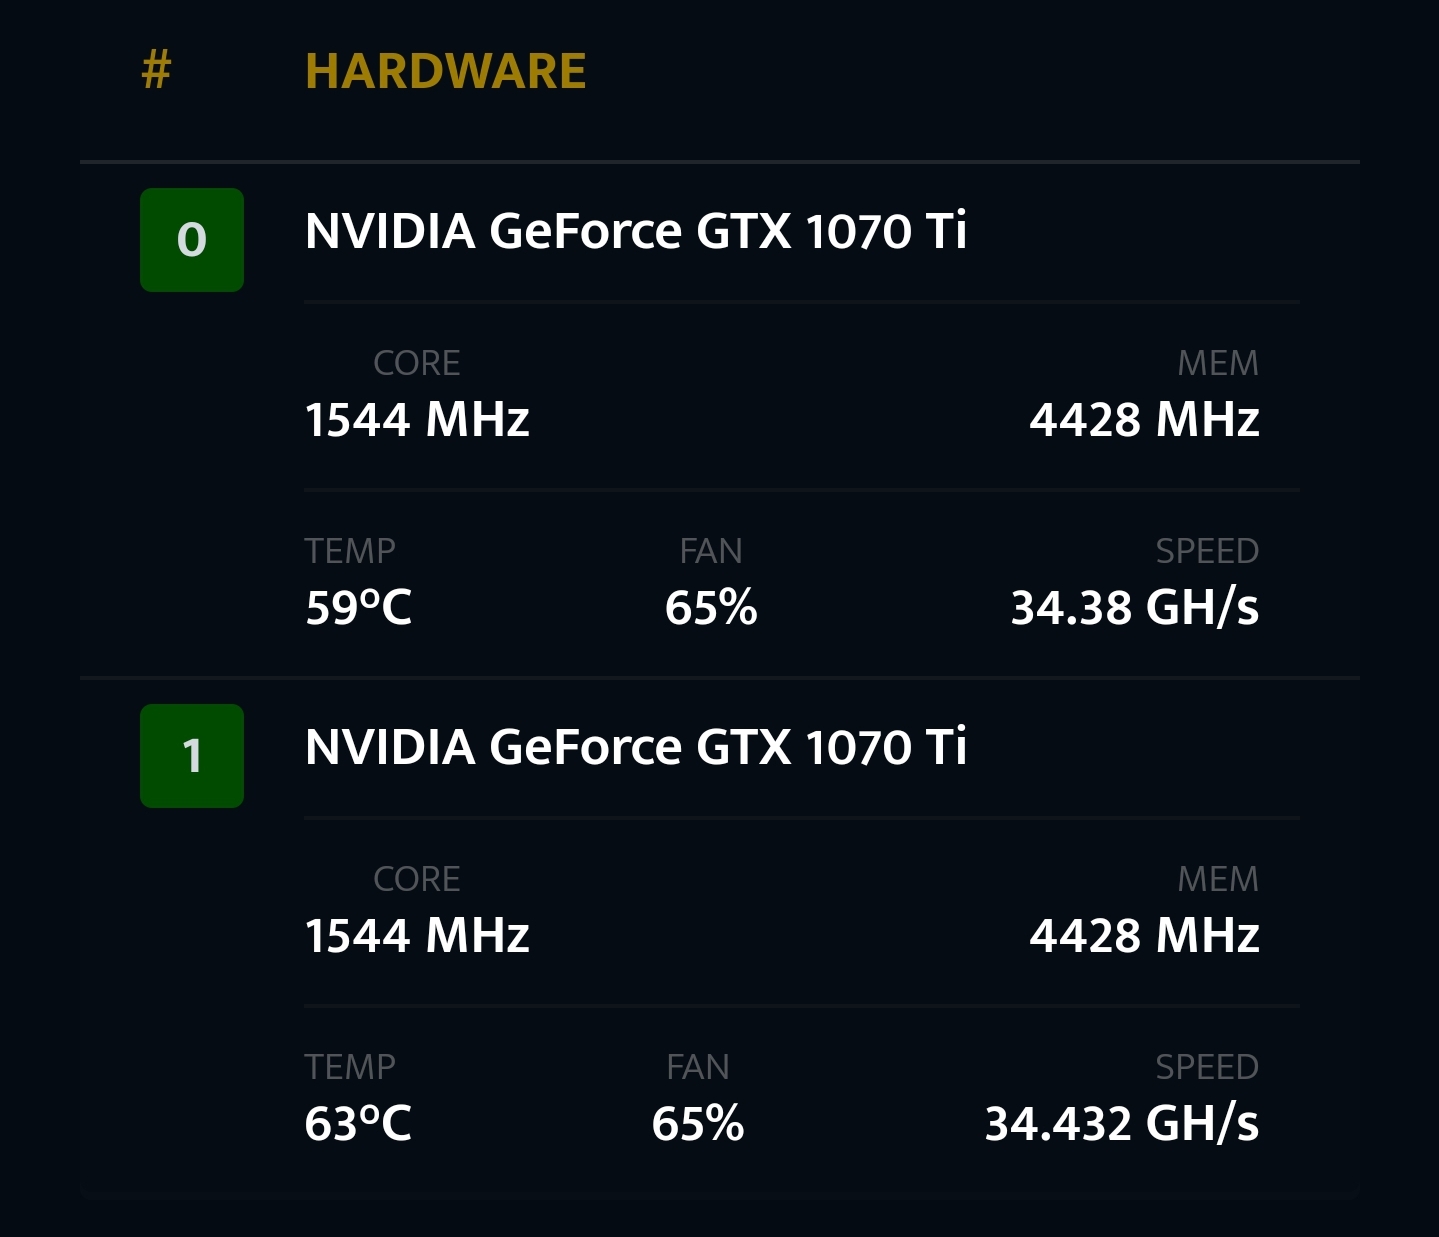 # HARDWARE
0 NVIDIA GeForce GTX 1070 Ti
CORE MEM
1544 MHz 4428 MHz
TEMP FAN SPEED
59ºC 65% 34.38 GH/s
1 NVIDIA GeForce GTX 1070 Ti
CORE MEM
1544 MHz 4428 MHz
TEMP FAN SPEED
63ºC 65% 34.432 GH/s